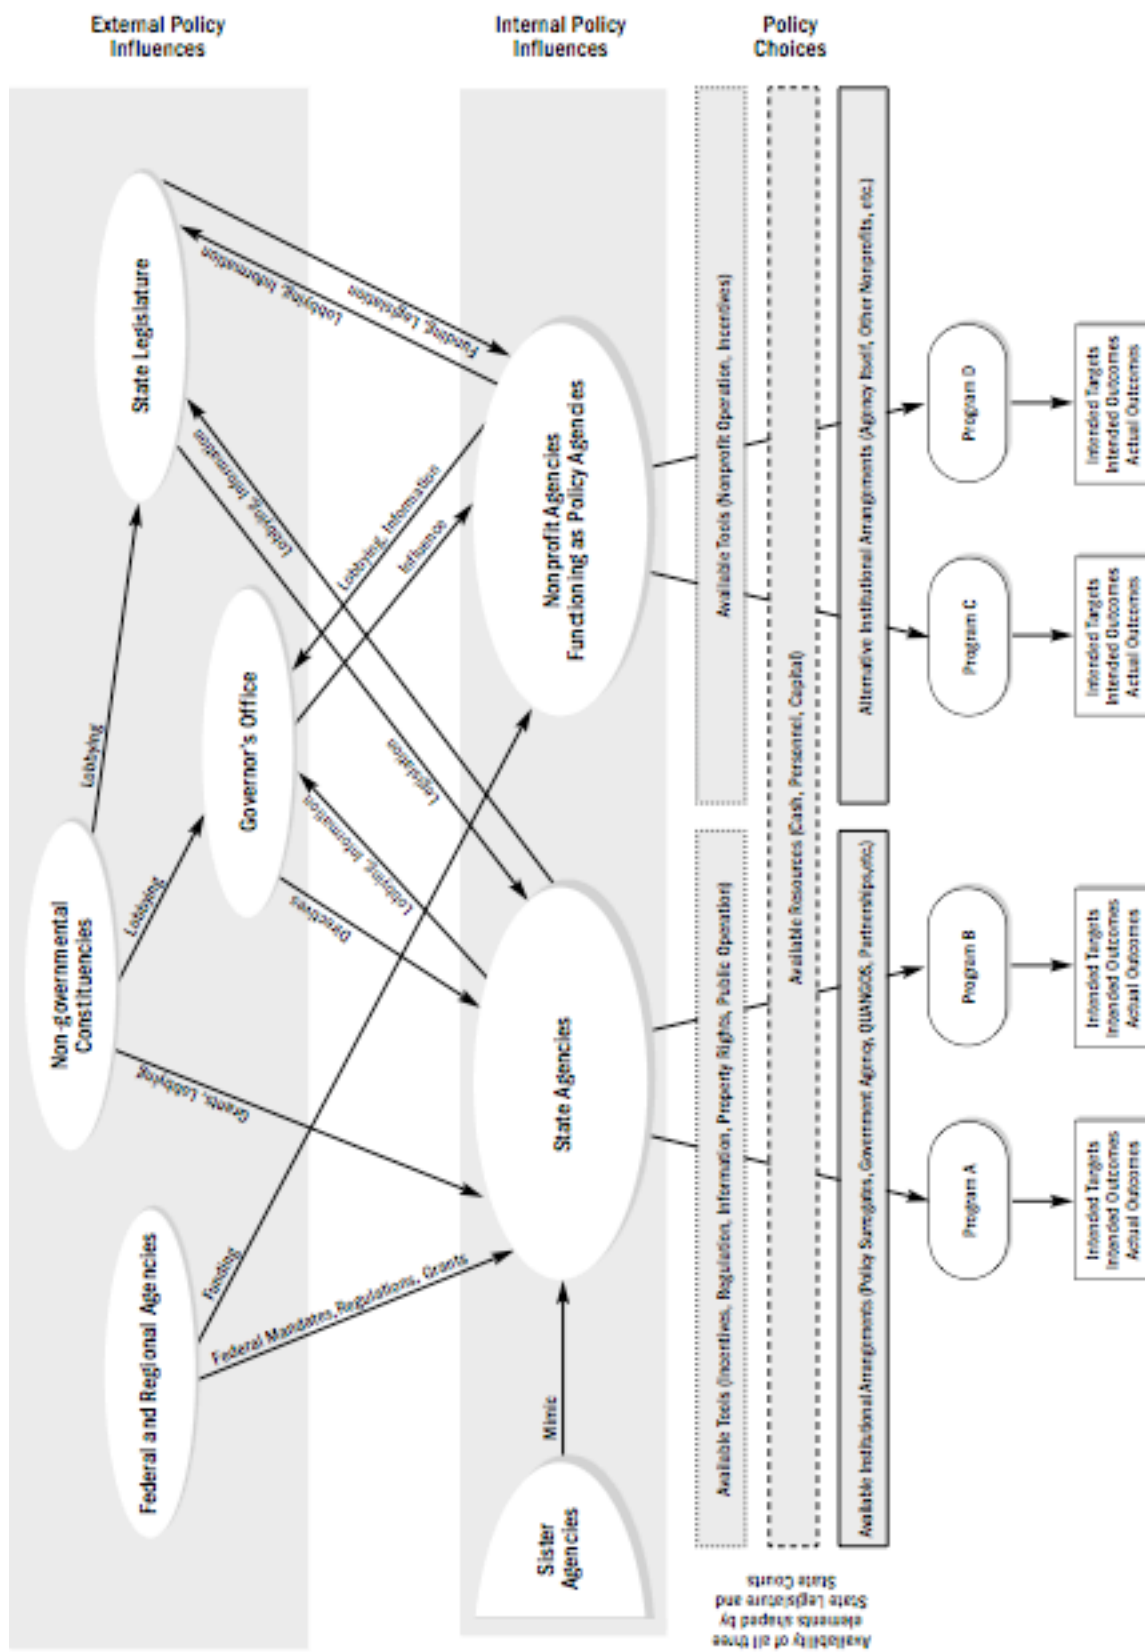 External Policy
Influences
Internal Policy
Influences
Policy
Choices
State Legislature
Governor's Office
Non-governmental
Constituencies
Federal and Regional Agencies
Lobbying
Lobbying
Grants, Lobbying
Funding
Federal Mandates, Regulations, Grants
Directives
Lobbying, Information
Legislation
Lobbying, Information
Influence
Lobbying, Information
Funding, Legislation
Lobbying, Information
Mimic
Nonprofit Agencies
Functioning as Policy Agencies
State Agencies
Sister
Agencies
Available Tools (Nonprofit Operation, Incentives)
Available Tools (Incentives, Regulation, Information, Property Rights, Public Operation)
Available Resources (Cash, Personnel, Capital)
Alternative Institutional Arrangements (Agency Itself, Other Nonprofits, etc.)
Available Institutional Arrangements (Policy Surrogates, Government Agency, QUANGOS, Partnerships,etc.)
Availability of all three
elements shaped by
State Legislature and
State Courts
Program A
Program B
Program C
Program D
Intended Targets
Intended Outcomes
Actual Outcomes
Intended Targets
Intended Outcomes
Actual Outcomes
Intended Targets
Intended Outcomes
Actual Outcomes
Intended Targets
Intended Outcomes
Actual Outcomes